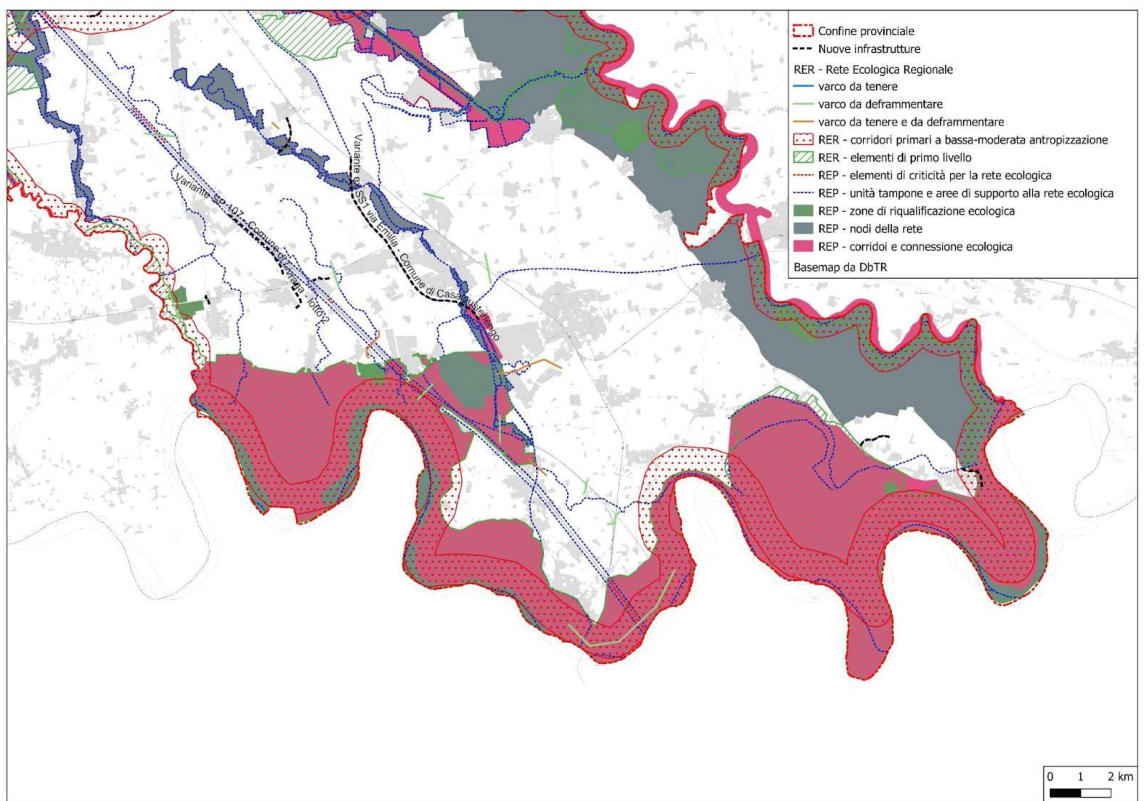 Confine provinciale
Nuove infrastrutture
RER - Rete Ecologica Regionale
varco da tenere
varco da deframmentare
varco da tenere e da deframmentare
RER - corridori primari a bassa-moderata antropizzazione
RER - elementi di primo livello
REP - elementi di criticità per la rete ecologica
REP - unità tampone e aree di supporto alla rete ecologica
REP - zone di riqualificazione ecologica
REP - nodi della rete
REP - corridoi e connessione ecologica
Basemap da DbTR
Variante SP 107 - Comune di
lotto 2
Variante ex SS1 via Emilia - Comune di
0 1 2 km